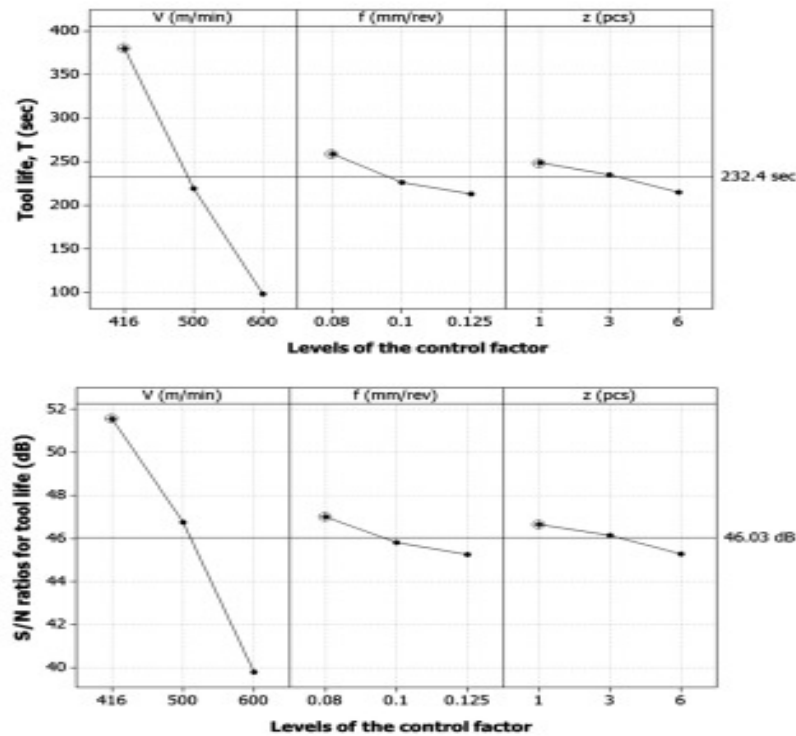 V (m/min) f (mm/rev) z (pcs)
400
350
300
250
200
150
100
Tool life, T (sec)
232.4 sec
416 500 600 0.08 0.1 0.125 1 3 6
Levels of the control factor
V (m/min) f (mm/rev) z (pcs)
52
50
48
46
44
42
40
S/N ratios for tool life (dB)
46.03 dB
416 500 600 0.08 0.1 0.125 1 3 6
Levels of the control factor